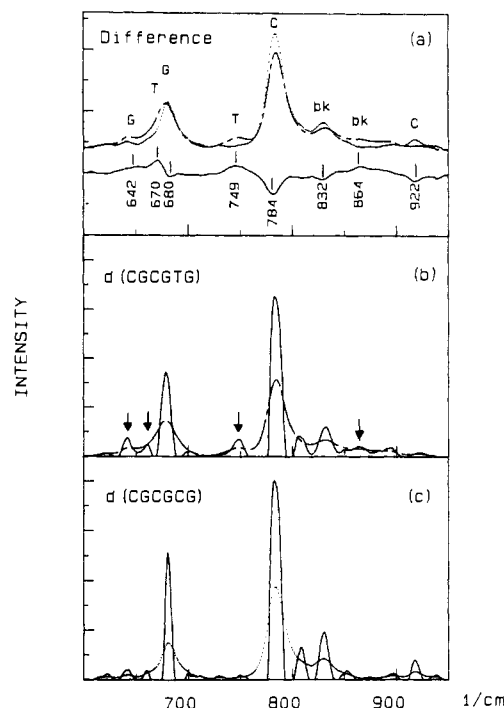 Difference
(a)
C
G
T
G
T
bk
bk
C
642
670
680
749
784
832
864
922
d(CGCGTG)
(b)
INTENSITY
d(CGCGCG)
(c)
700
800
900
1/cm